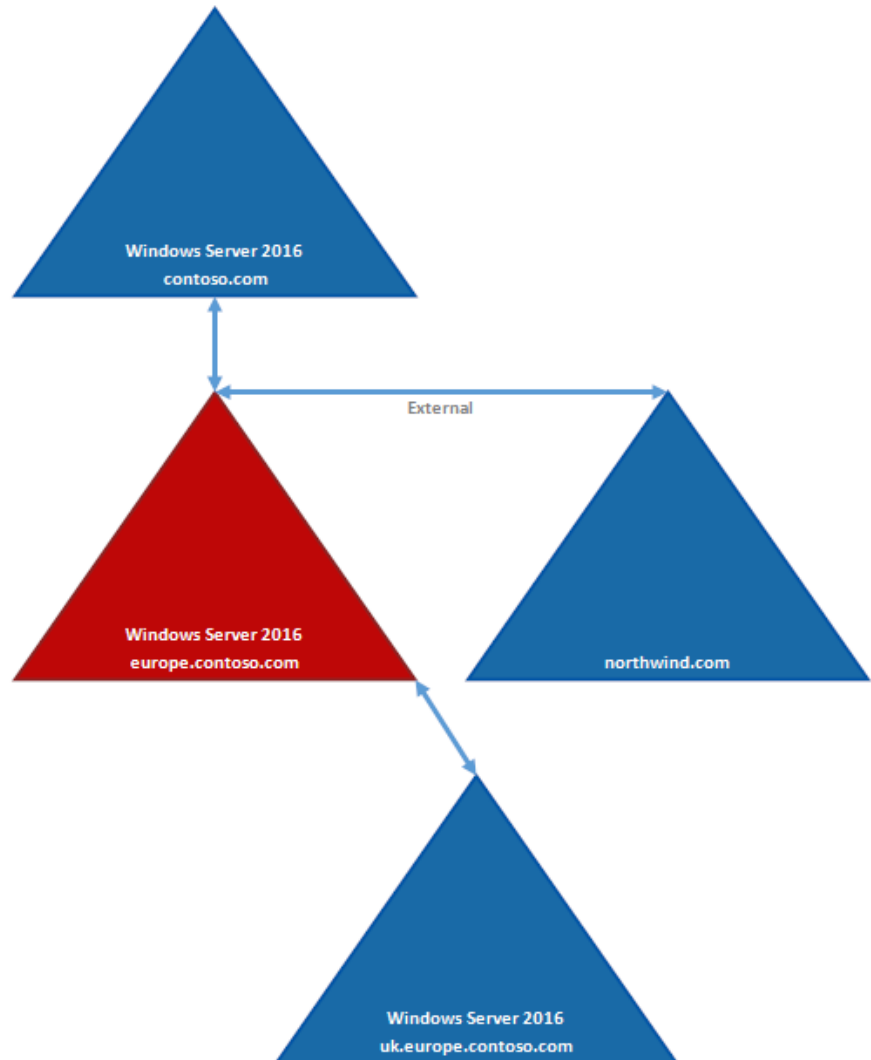 Windows Server 2016
contoso.com
External
Windows Server 2016
europe.contoso.com
northwind.com
Windows Server 2016
uk.europe.contoso.com